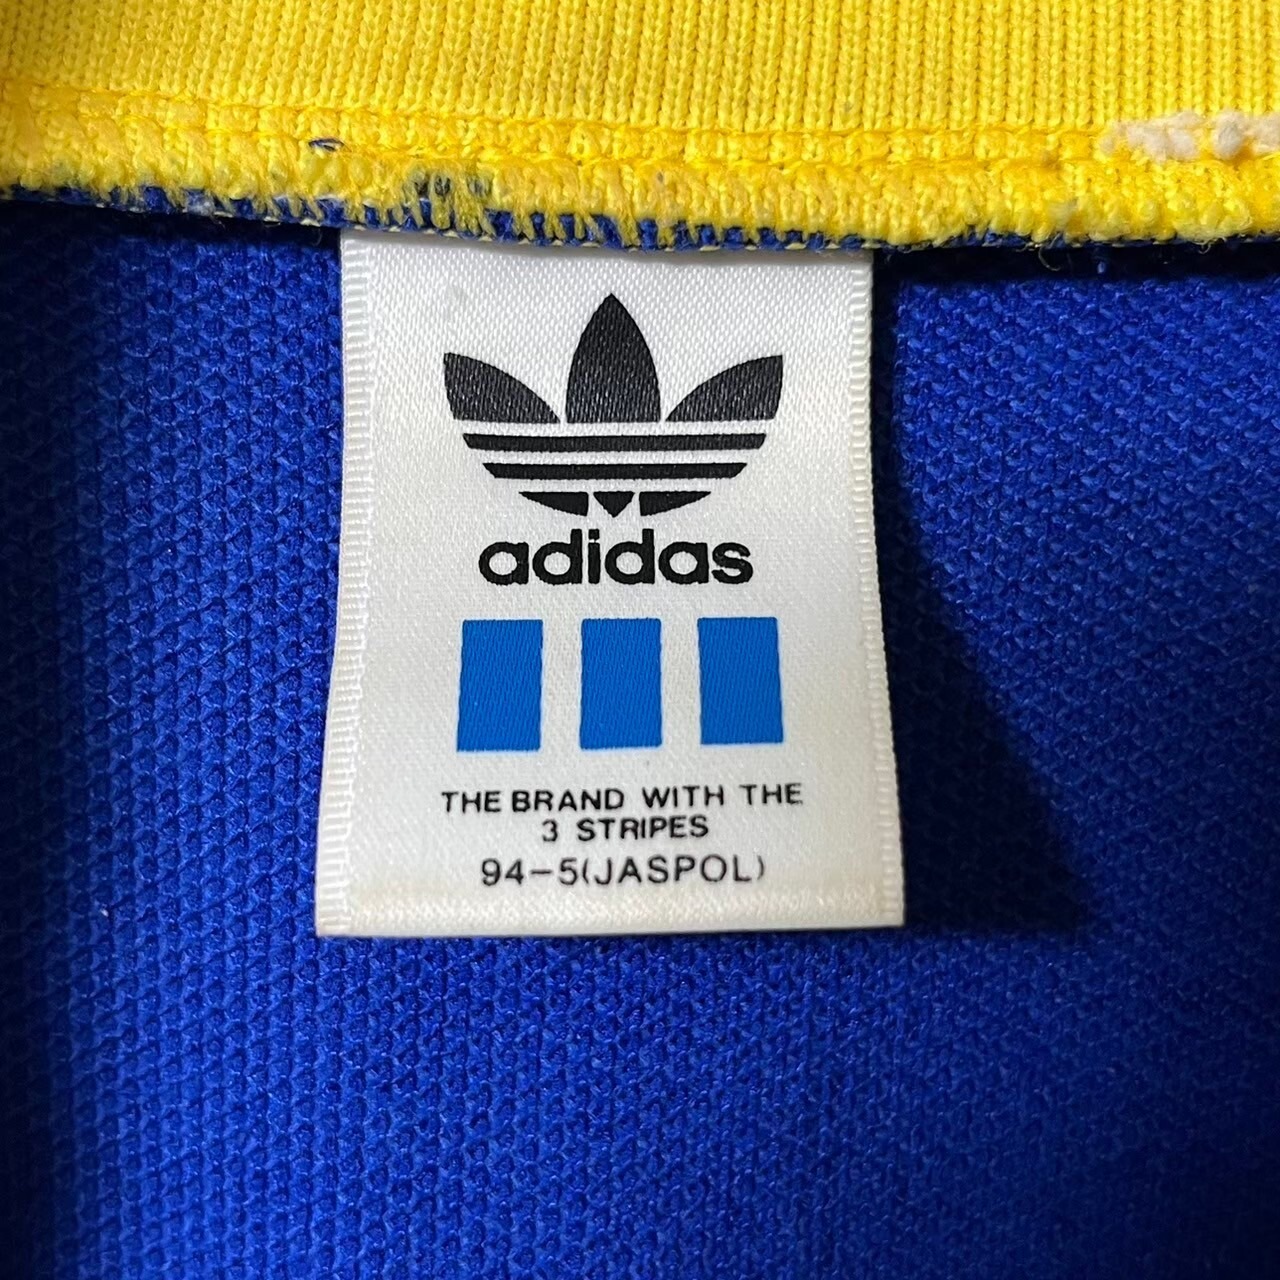 adidas
THE BRAND WITH THE
3 STRIPES
94-5(JASPOL)